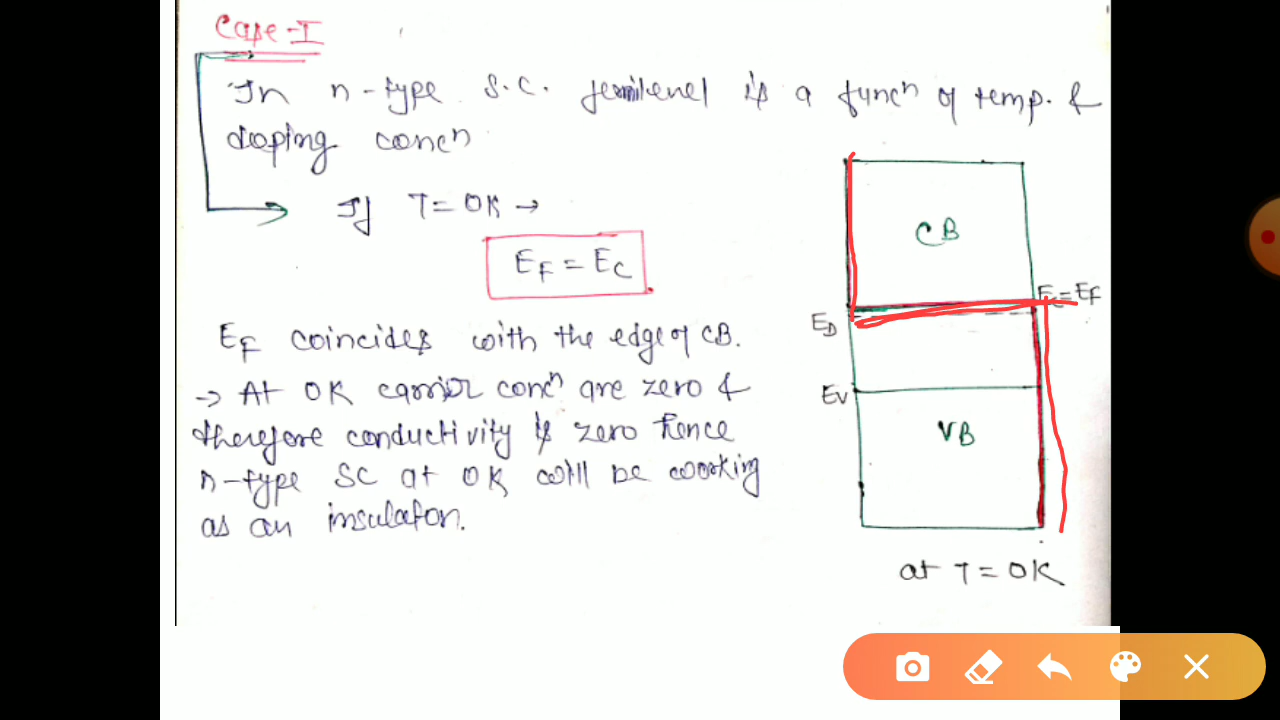 Case-I
In n-type S.C. fermilevel is a funcn of temp. &
doping concn
If T = 0K →
EF = EC
CB
EC = EF
ED
EF coincides with the edge of CB.
→ At 0K carrier concn are zero &
EV
therefore conductivity is zero hence
VB
n-type SC at 0K will be working
as an insulator.
at T = 0K